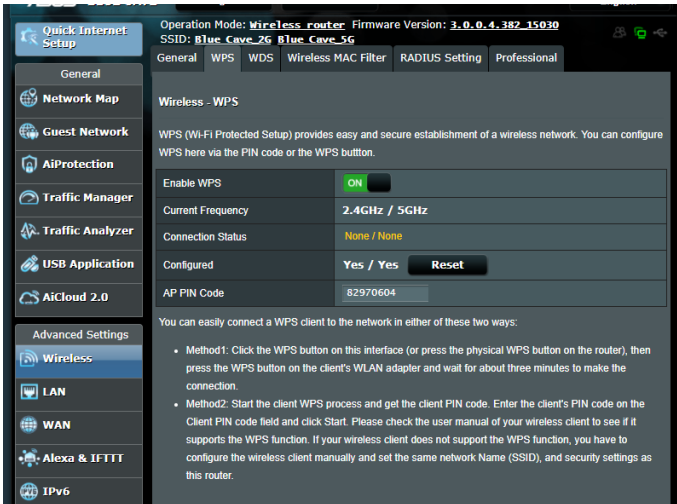 Operation Mode: Wireless router Firmware Version: 3.0.0.4.382_15030
SSID: Blue Cave_2G Blue Cave_5G
Quick Internet
Setup
General WPS WDS Wireless MAC Filter RADIUS Setting Professional
General
Network Map
Guest Network
AiProtection
Traffic Manager
Traffic Analyzer
USB Application
AiCloud 2.0
Advanced Settings
Wireless
LAN
WAN
Alexa & IFTTT
IPv6
Wireless - WPS
WPS (Wi-Fi Protected Setup) provides easy and secure establishment of a wireless network. You can configure
WPS here via the PIN code or the WPS buttton.
Enable WPS ON
Current Frequency 2.4GHz / 5GHz
Connection Status None / None
Configured Yes / Yes Reset
AP PIN Code 82970604
You can easily connect a WPS client to the network in either of these two ways:
• Method1: Click the WPS button on this interface (or press the physical WPS button on the router), then
press the WPS button on the client's WLAN adapter and wait for about three minutes to make the
connection.
• Method2: Start the client WPS process and get the client PIN code. Enter the client's PIN code on the
Client PIN code field and click Start. Please check the user manual of your wireless client to see if it
supports the WPS function. If your wireless client does not support the WPS function, you have to
configure the wireless client manually and set the same network Name (SSID), and security settings as
this router.